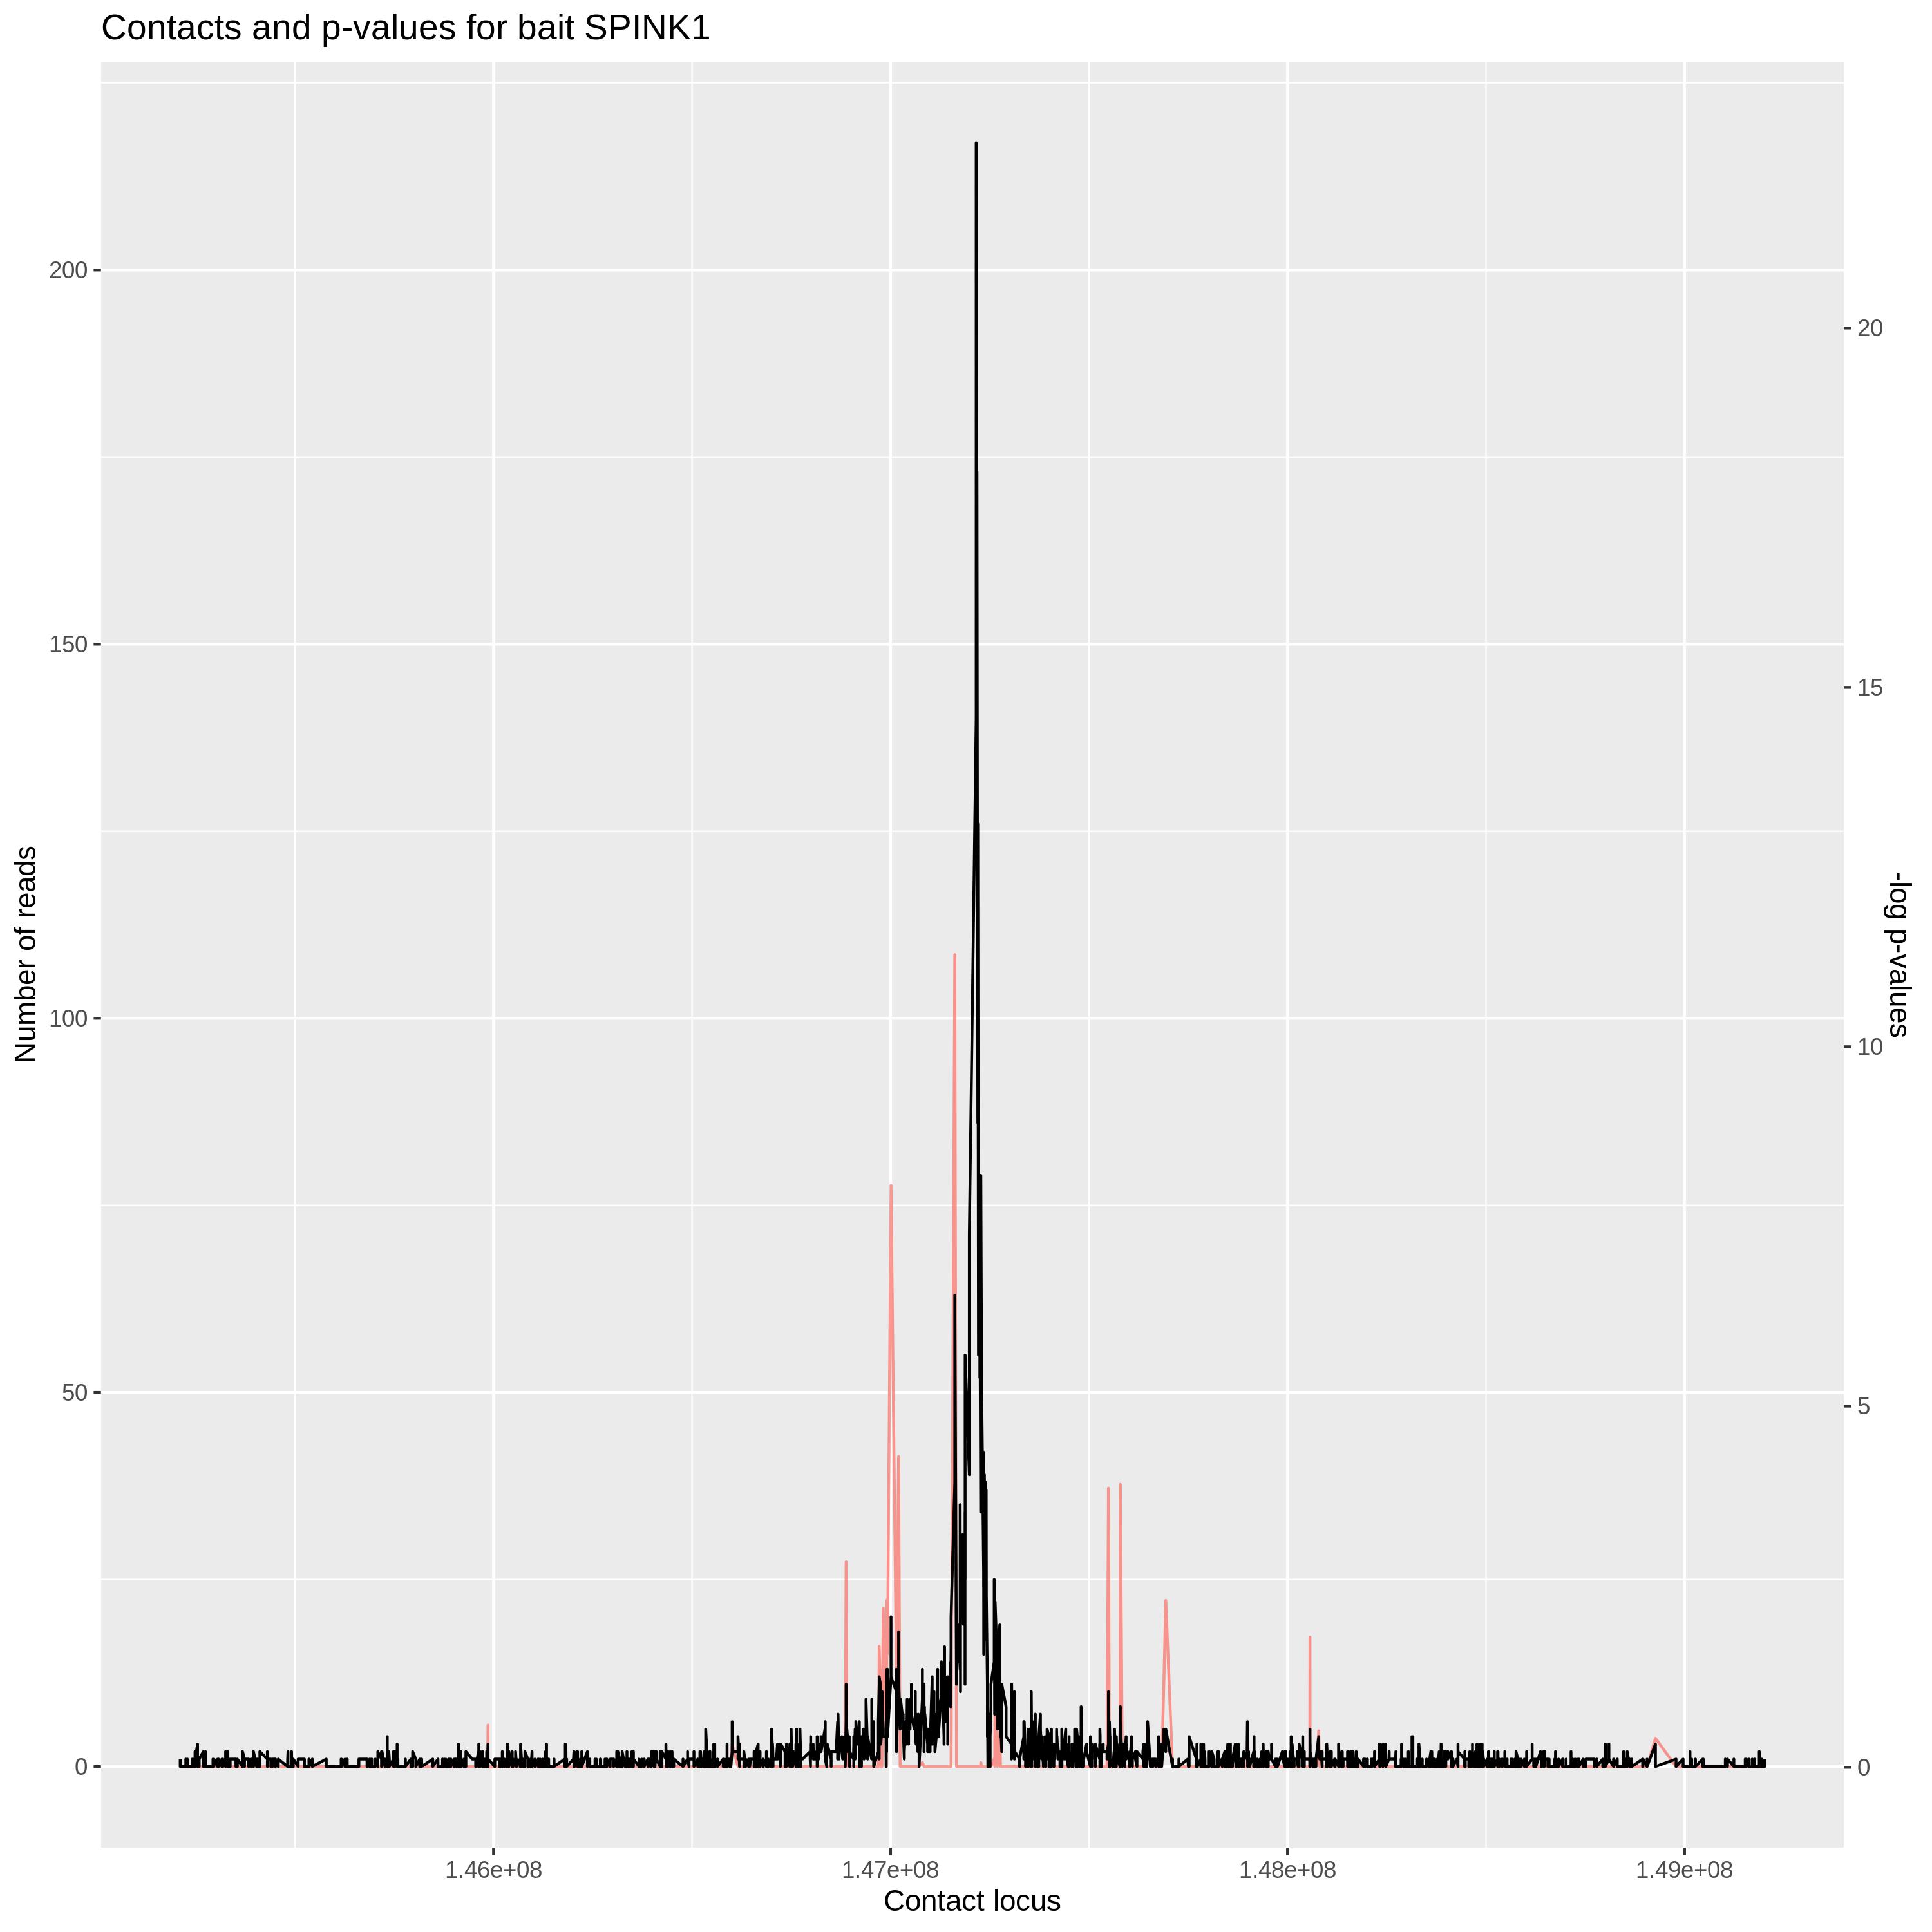 Contacts and p-values for bait SPINK1
200
150
100
50
0
Number of reads
20
15
10
5
0
-log p-values
1.46e+08
1.47e+08
1.48e+08
1.49e+08
Contact locus